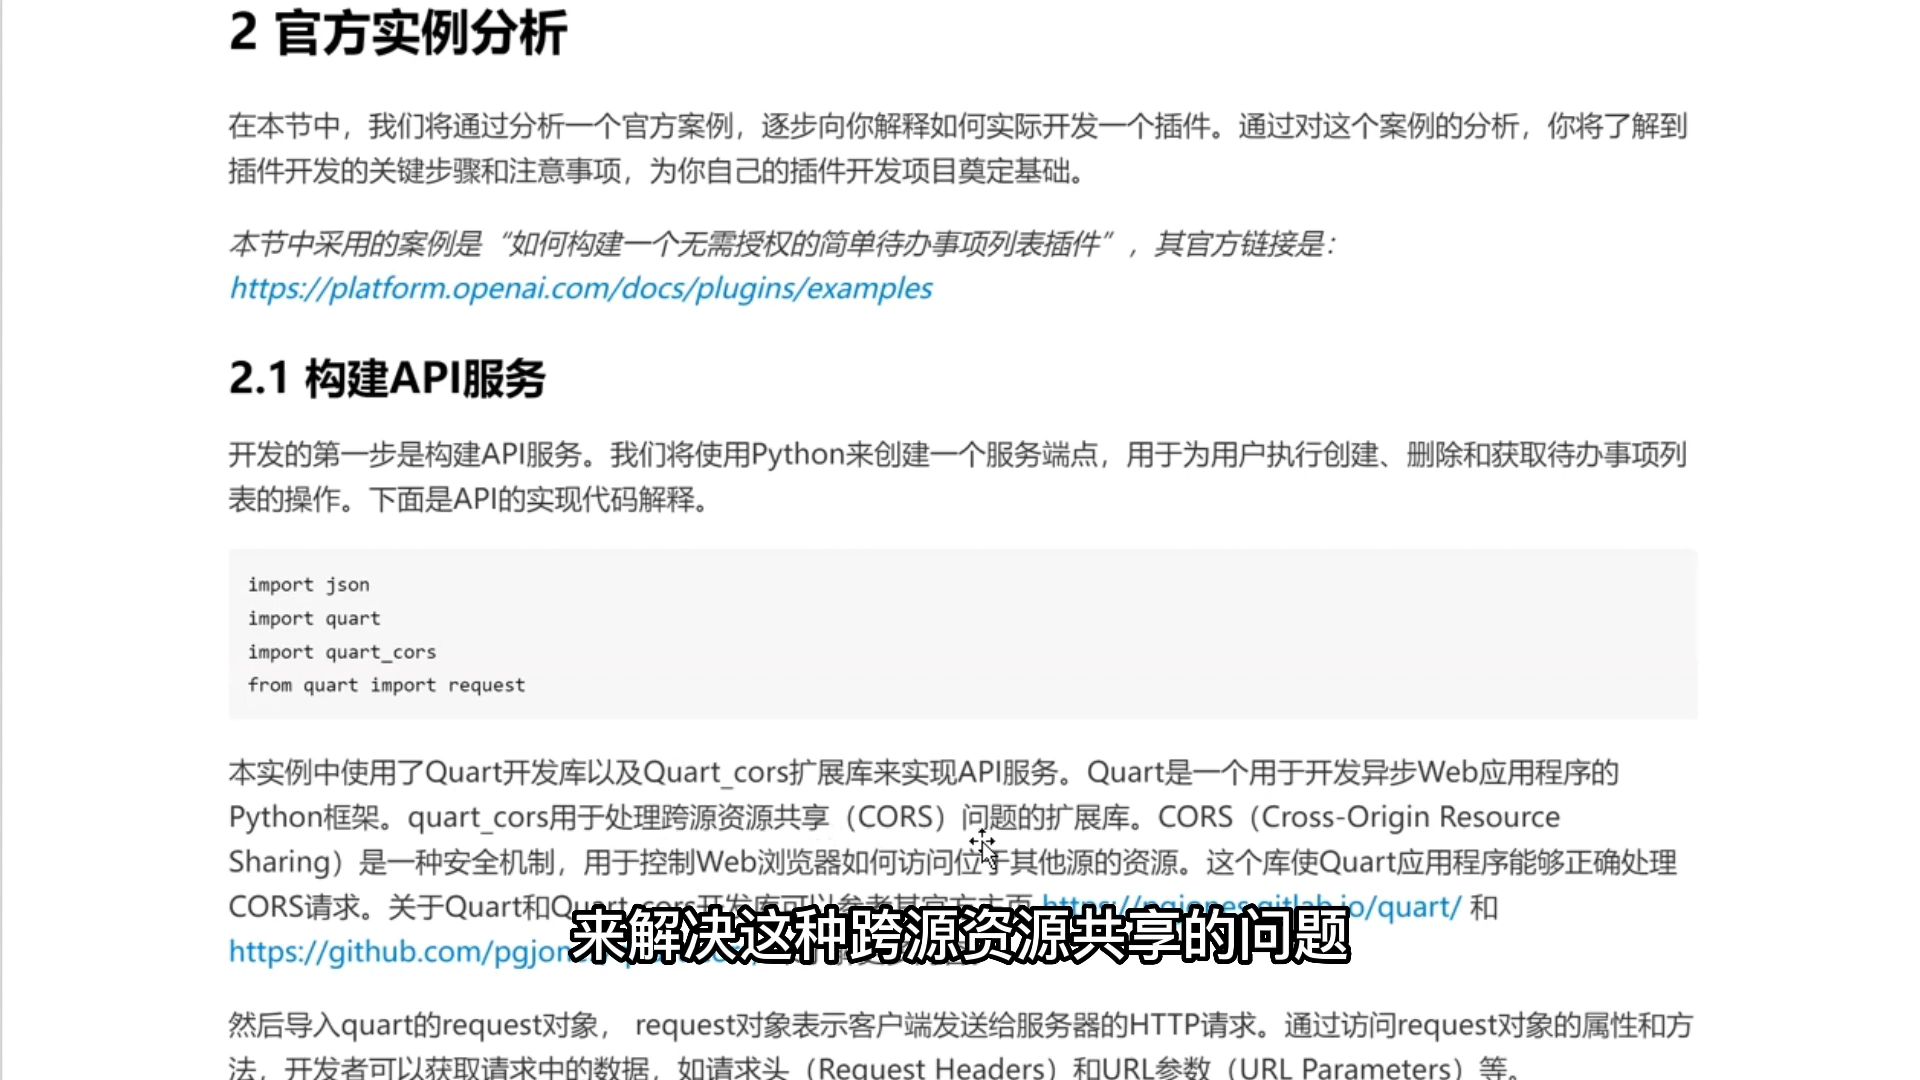 2 官方实例分析
在本节中，我们将通过分析一个官方案例，逐步向你解释如何实际开发一个插件。通过对这个案例的分析，你将了解到
插件开发的关键步骤和注意事项，为你自己的插件开发项目奠定基础。
本节中采用的案例是“如何构建一个无需授权的简单待办事项列表插件”，其官方链接是：
https://platform.openai.com/docs/plugins/examples
2.1 构建API服务
开发的第一步是构建API服务。我们将使用Python来创建一个服务端点，用于为用户执行创建、删除和获取待办事项列
表的操作。下面是API的实现代码解释。
import json
import quart
import quart_cors
from quart import request
本实例中使用了Quart开发库以及Quart_cors扩展库来实现API服务。Quart是一个用于开发异步Web应用程序的
Python框架。quart_cors用于处理跨源资源共享（CORS）问题的扩展库。CORS（Cross-Origin Resource
Sharing）是一种安全机制，用于控制Web浏览器如何访问位于其他源的资源。这个库使Quart应用程序能够正确处理
CORS请求。关于Quart和Quart_cors开发库可以参考其官方主页 https://pgjones.gitlab.io/quart/ 和
https://github.com/pgjon
来解决这种跨源资源共享的问题
然后导入quart的request对象， request对象表示客户端发送给服务器的HTTP请求。通过访问request对象的属性和方
法，开发者可以获取请求中的数据，如请求头（Request Headers）和URL参数（URL Parameters）等。